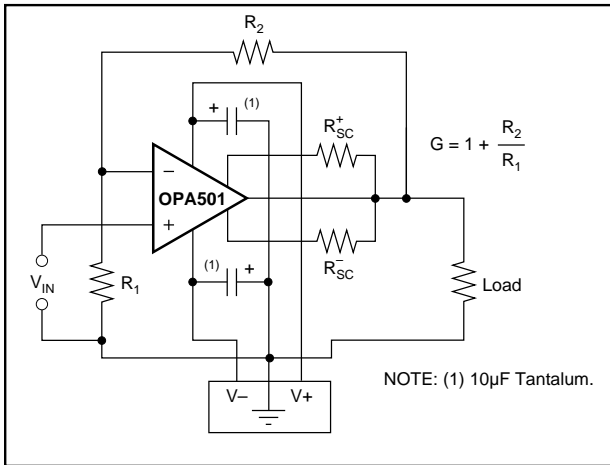 R2
+ (1)
R+SC
G = 1 + R2
R1
−
OPA501
+
R−SC
(1) +
VIN
R1
Load
V– V+
NOTE: (1) 10µF Tantalum.